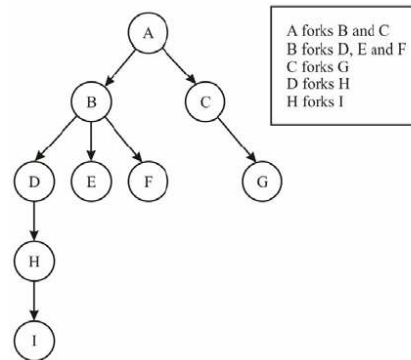 A
A forks B and C
B forks D, E and F
C forks G
D forks H
H forks I
B
C
D
E
F
G
H
I